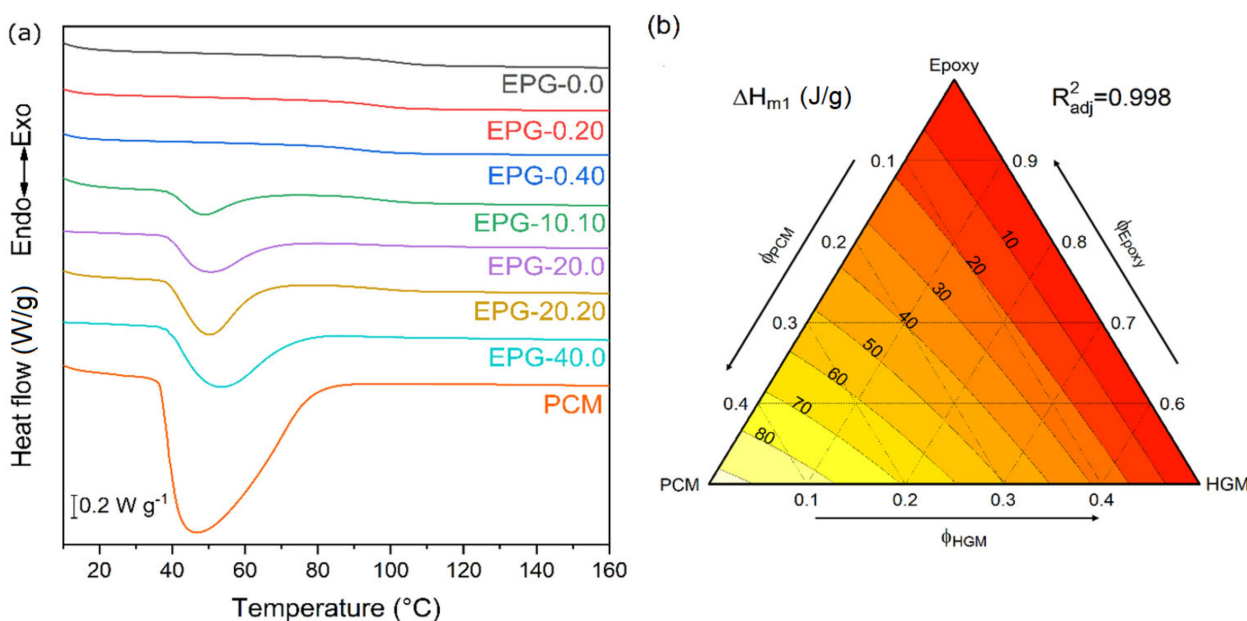 (a)
EPG-0.0
EPG-0.20
EPG-0.40
EPG-10.10
EPG-20.0
EPG-20.20
EPG-40.0
PCM
Heat flow (W/g) Endo↔Exo
0.2 W g⁻¹
20 40 60 80 100 120 140 160
Temperature (°C)
(b)
Epoxy
ΔHm1 (J/g)
R²adj=0.998
0.1 0.9
0.2 0.8
0.3 0.7
0.4 0.6
ϕPCM
ϕEpoxy
10
20
30
40
50
60
70
80
PCM
HGM
0.1 0.2 0.3 0.4
ϕHGM